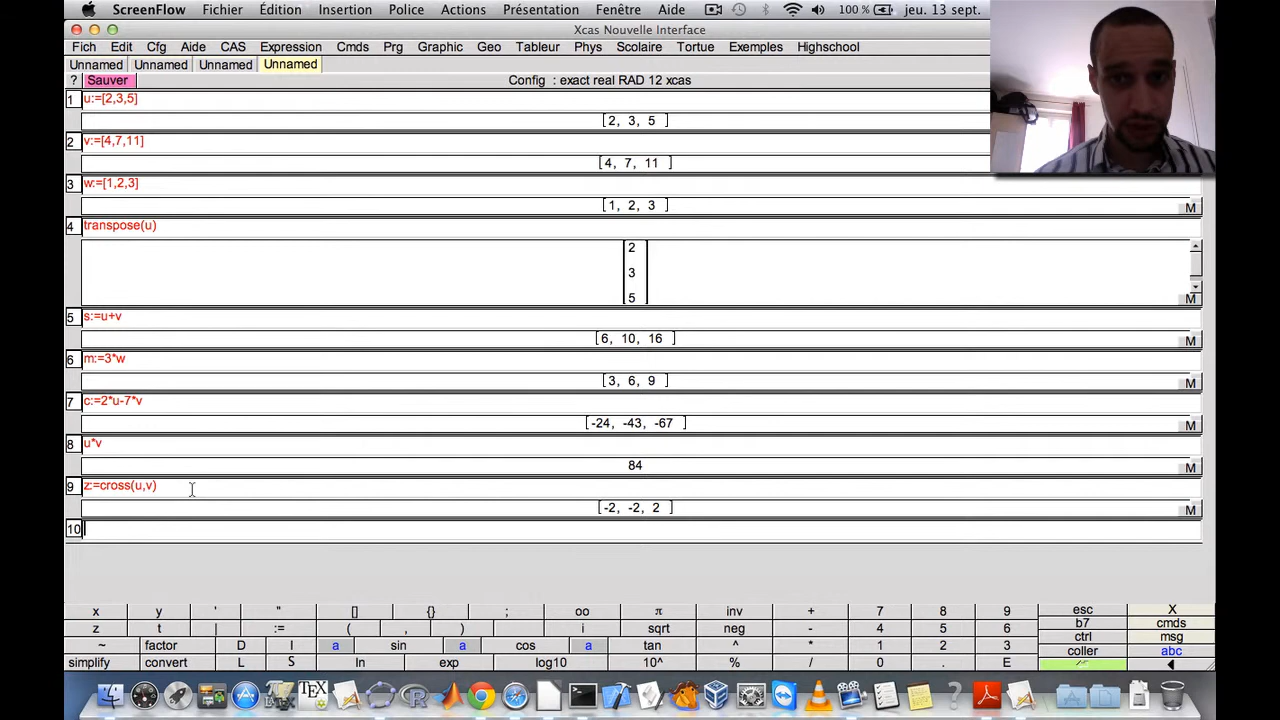 ScreenFlow Fichier Édition Insertion Police Actions Présentation Fenêtre Aide 100 % jeu. 13 sept.
Xcas Nouvelle Interface
Fich Edit Cfg Aide CAS Expression Cmds Prg Graphic Geo Tableur Phys Scolaire Tortue Exemples Highschool
Unnamed Unnamed Unnamed Unnamed
? Sauver Config : exact real RAD 12 xcas
1 u:=[2,3,5]
[2, 3, 5 ]
2 v:=[4,7,11]
[4, 7, 11 ]
3 w:=[1,2,3]
[1, 2, 3 ] M
4 transpose(u)
2
3
5
M
5 s:=u+v
[6, 10, 16 ] M
6 m:=3*w
[3, 6, 9 ] M
7 c:=2*u-7*v
[-24, -43, -67 ] M
8 u*v
84 M
9 z:=cross(u,v)
[-2, -2, 2 ] M
10
x y ' " [] {} ; oo π inv + 7 8 9 esc X
z t | := ( , ) i sqrt neg - 4 5 6 b7 cmds
~ factor D I a sin a cos a tan ^ * 1 2 3 ctrl msg
simplify convert L S ln exp log10 10^ % / 0 . E coller abc
TEX
R